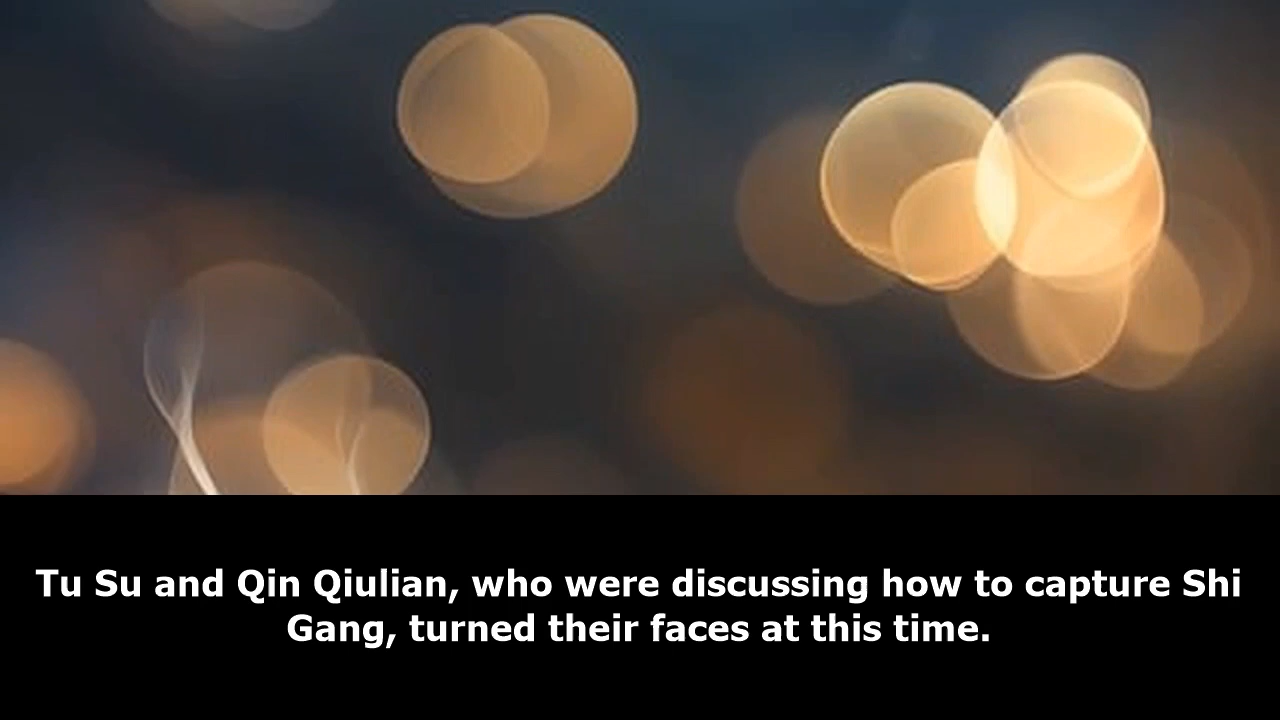 Tu Su and Qin Qiulian, who were discussing how to capture Shi
Gang, turned their faces at this time.